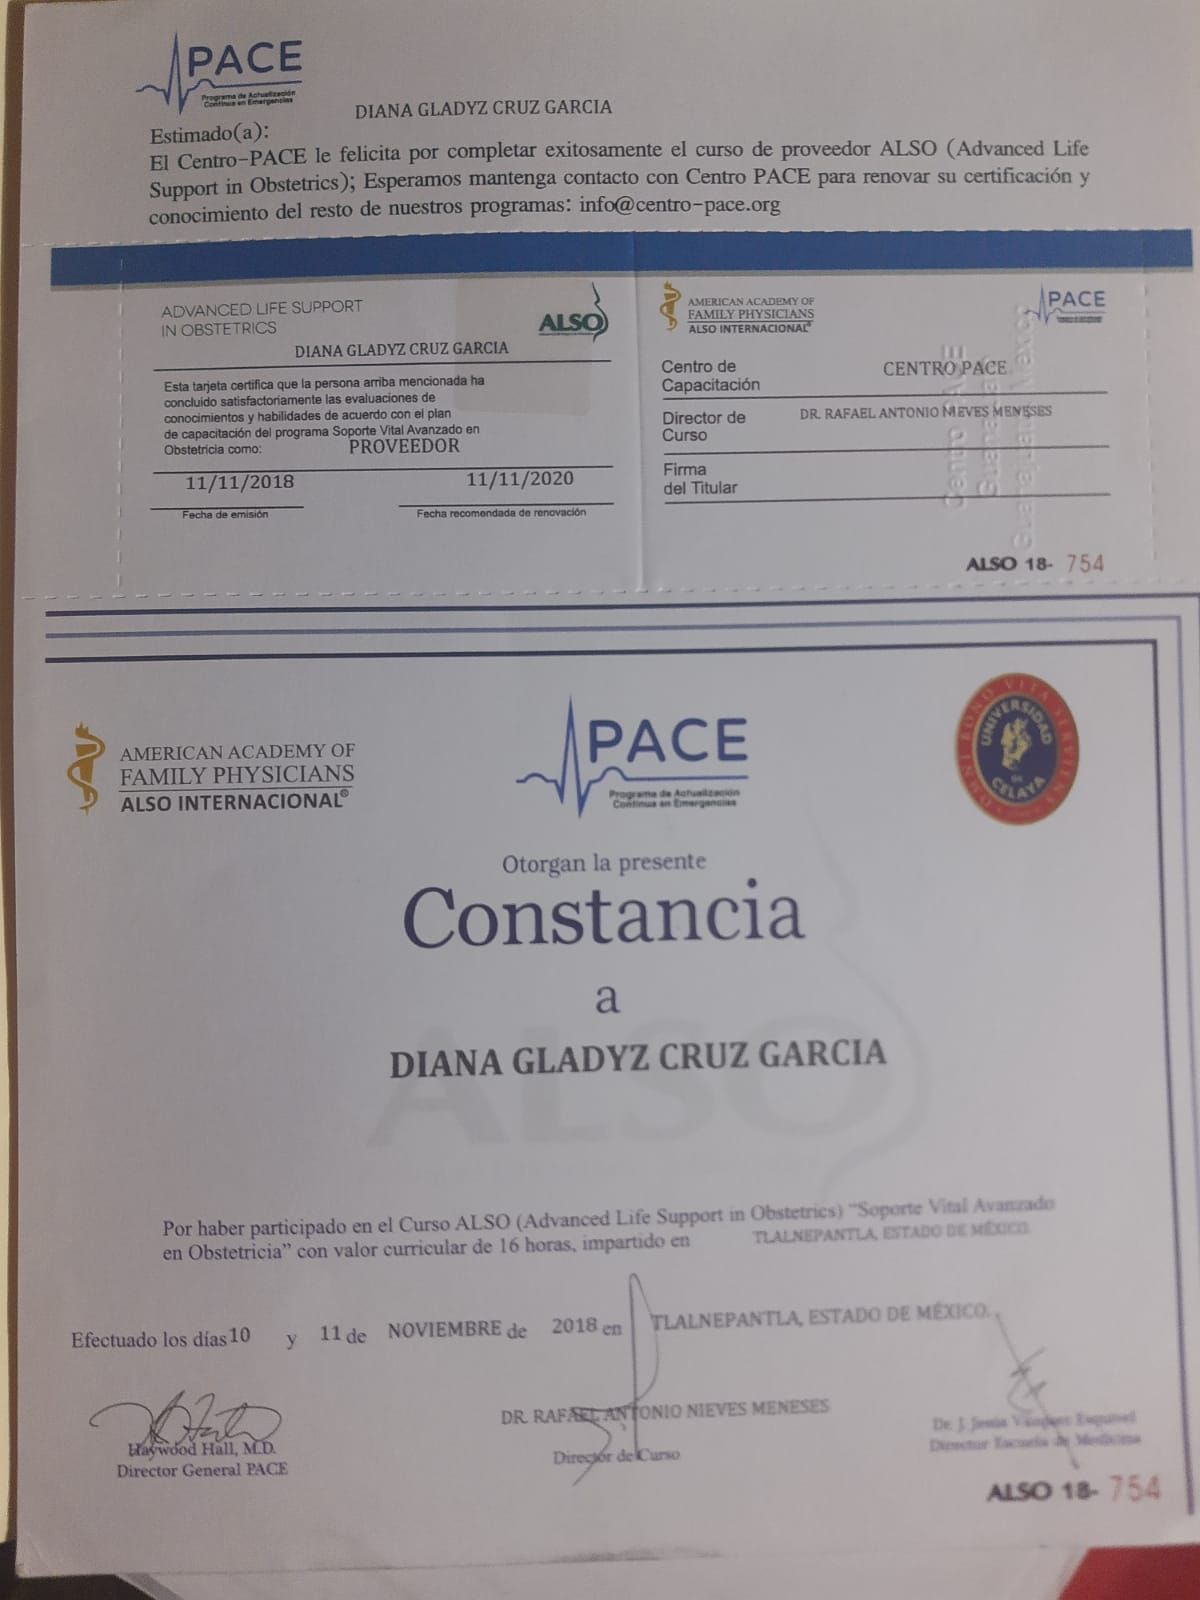 PACE
Programa de Actualización
Continua en Emergencias
DIANA GLADYZ CRUZ GARCIA
Estimado(a):
El Centro-PACE le felicita por completar exitosamente el curso de proveedor ALSO (Advanced Life
Support in Obstetrics); Esperamos mantenga contacto con Centro PACE para renovar su certificación y
conocimiento del resto de nuestros programas: info@centro-pace.org
ADVANCED LIFE SUPPORT
IN OBSTETRICS
ALSO
DIANA GLADYZ CRUZ GARCIA
Esta tarjeta certifica que la persona arriba mencionada ha
concluido satisfactoriamente las evaluaciones de
conocimientos y habilidades de acuerdo con el plan
de capacitación del programa Soporte Vital Avanzado en
Obstetricia como: PROVEEDOR
11/11/2018 11/11/2020
Fecha de emisión Fecha recomendada de renovación
AMERICAN ACADEMY OF
FAMILY PHYSICIANS
ALSO INTERNACIONAL®
PACE
Centro de
Capacitación
CENTRO PACE
Director de
Curso
DR. RAFAEL ANTONIO NIEVES MENESES
Firma
del Titular
ALSO 18- 754
AMERICAN ACADEMY OF
FAMILY PHYSICIANS
ALSO INTERNACIONAL®
PACE
Programa de Actualización
Continua en Emergencias
UNIVERSIDAD
DE
CELAYA
Otorgan la presente
Constancia
a
DIANA GLADYZ CRUZ GARCIA
ALSO
Por haber participado en el Curso ALSO (Advanced Life Support in Obstetrics) “Soporte Vital Avanzado
en Obstetricia” con valor curricular de 16 horas, impartido en TLALNEPANTLA, ESTADO DE MÉXICO.
Efectuado los días 10 y 11 de NOVIEMBRE de 2018 en TLALNEPANTLA, ESTADO DE MÉXICO.
Haywood Hall, M.D.
Director General PACE
DR. RAFAEL ANTONIO NIEVES MENESES
Director de Curso
Dr. J. Jesús Vázquez Esquivel
Director Escuela de Medicina
ALSO 18- 754